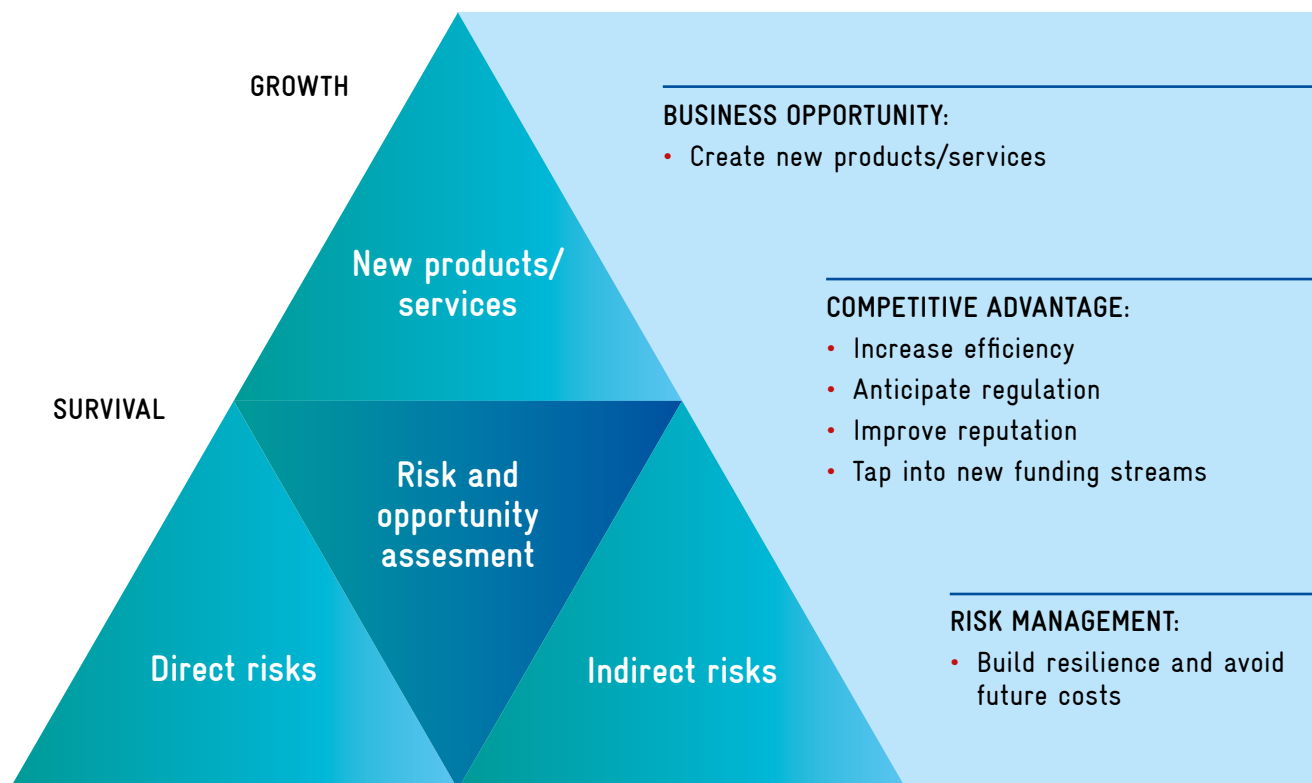 GROWTH
SURVIVAL
New products/
services
Risk and
opportunity
assesment
Direct risks
Indirect risks
BUSINESS OPPORTUNITY:
• Create new products/services
COMPETITIVE ADVANTAGE:
• Increase efficiency
• Anticipate regulation
• Improve reputation
• Tap into new funding streams
RISK MANAGEMENT:
• Build resilience and avoid
future costs